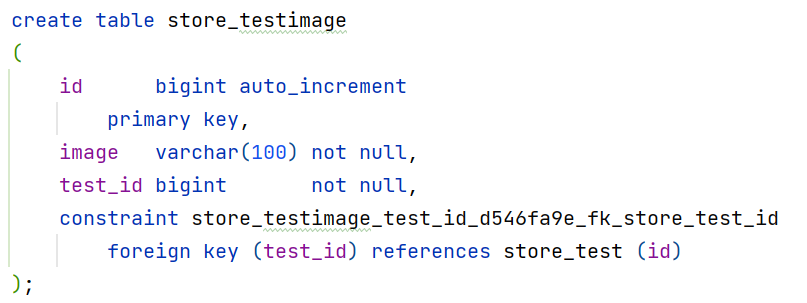 create table store_testimage
(
    id      bigint auto_increment
        primary key,
    image   varchar(100) not null,
    test_id bigint       not null,
    constraint store_testimage_test_id_d546fa9e_fk_store_test_id
        foreign key (test_id) references store_test (id)
);